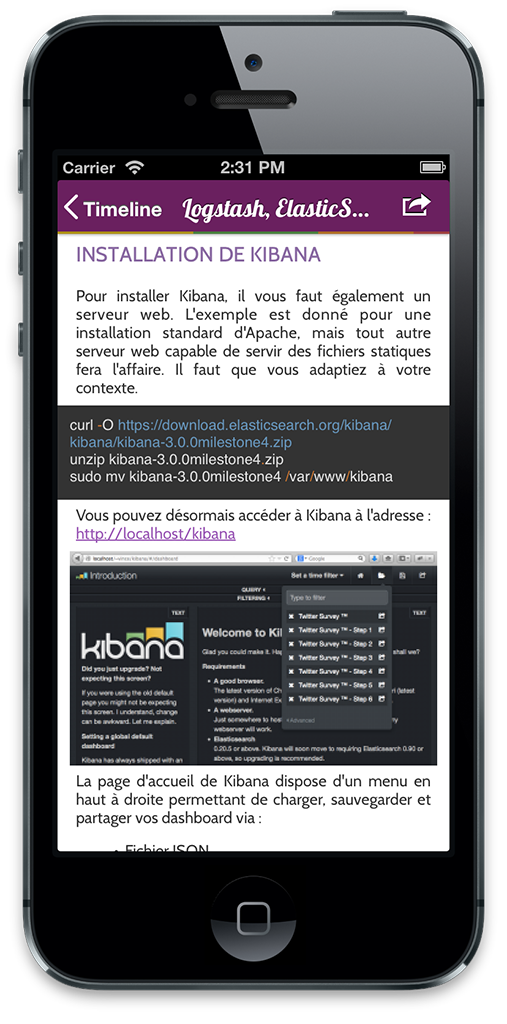 Carrier 2:31 PM
Timeline Logstash, ElasticS...
INSTALLATION DE KIBANA
Pour installer Kibana, il vous faut également un
serveur web. L'exemple est donné pour une
installation standard d'Apache, mais tout autre
serveur web capable de servir des fichiers statiques
fera l'affaire. Il faut que vous adaptiez à votre
contexte.
curl -O https://download.elasticsearch.org/kibana/
kibana/kibana-3.0.0milestone4.zip
unzip kibana-3.0.0milestone4.zip
sudo mv kibana-3.0.0milestone4 /var/www/kibana
Vous pouvez désormais accéder à Kibana à l'adresse :
http://localhost/kibana
Google
Introduction Set a time filter
QUERY
FILTERING
Type to filter
TEXT TEXT
Twitter Survey ™
Twitter Survey ™ - Step 1
Twitter Survey ™ - Step 2
Twitter Survey ™ - Step 3
Twitter Survey ™ - Step 4
Twitter Survey ™ - Step 5
Twitter Survey ™ - Step 6
Advanced
kibana
Did you just upgrade? Not
expecting this screen?
If you were using the old default
page you might not be expecting
this screen. I understand, change
can be awkward. Let me explain.
Setting a global default
dashboard
Kibana has always shipped with an
Welcome to Ki
Glad you could make it. Hap shall we?
Requirements
A good browser.
The latest version of Ch ri (latest
version) and Internet Ex
A webserver.
Just somewhere to host
webserver will work.
Elasticsearch
0.20.5 or above. Kibana will soon move to requiring Elasticsearch 0.90 or
above, so upgrading is recommended.
La page d'accueil de Kibana dispose d'un menu en
haut à droite permettant de charger, sauvegarder et
partager vos dashboard via :
• Fichier JSON